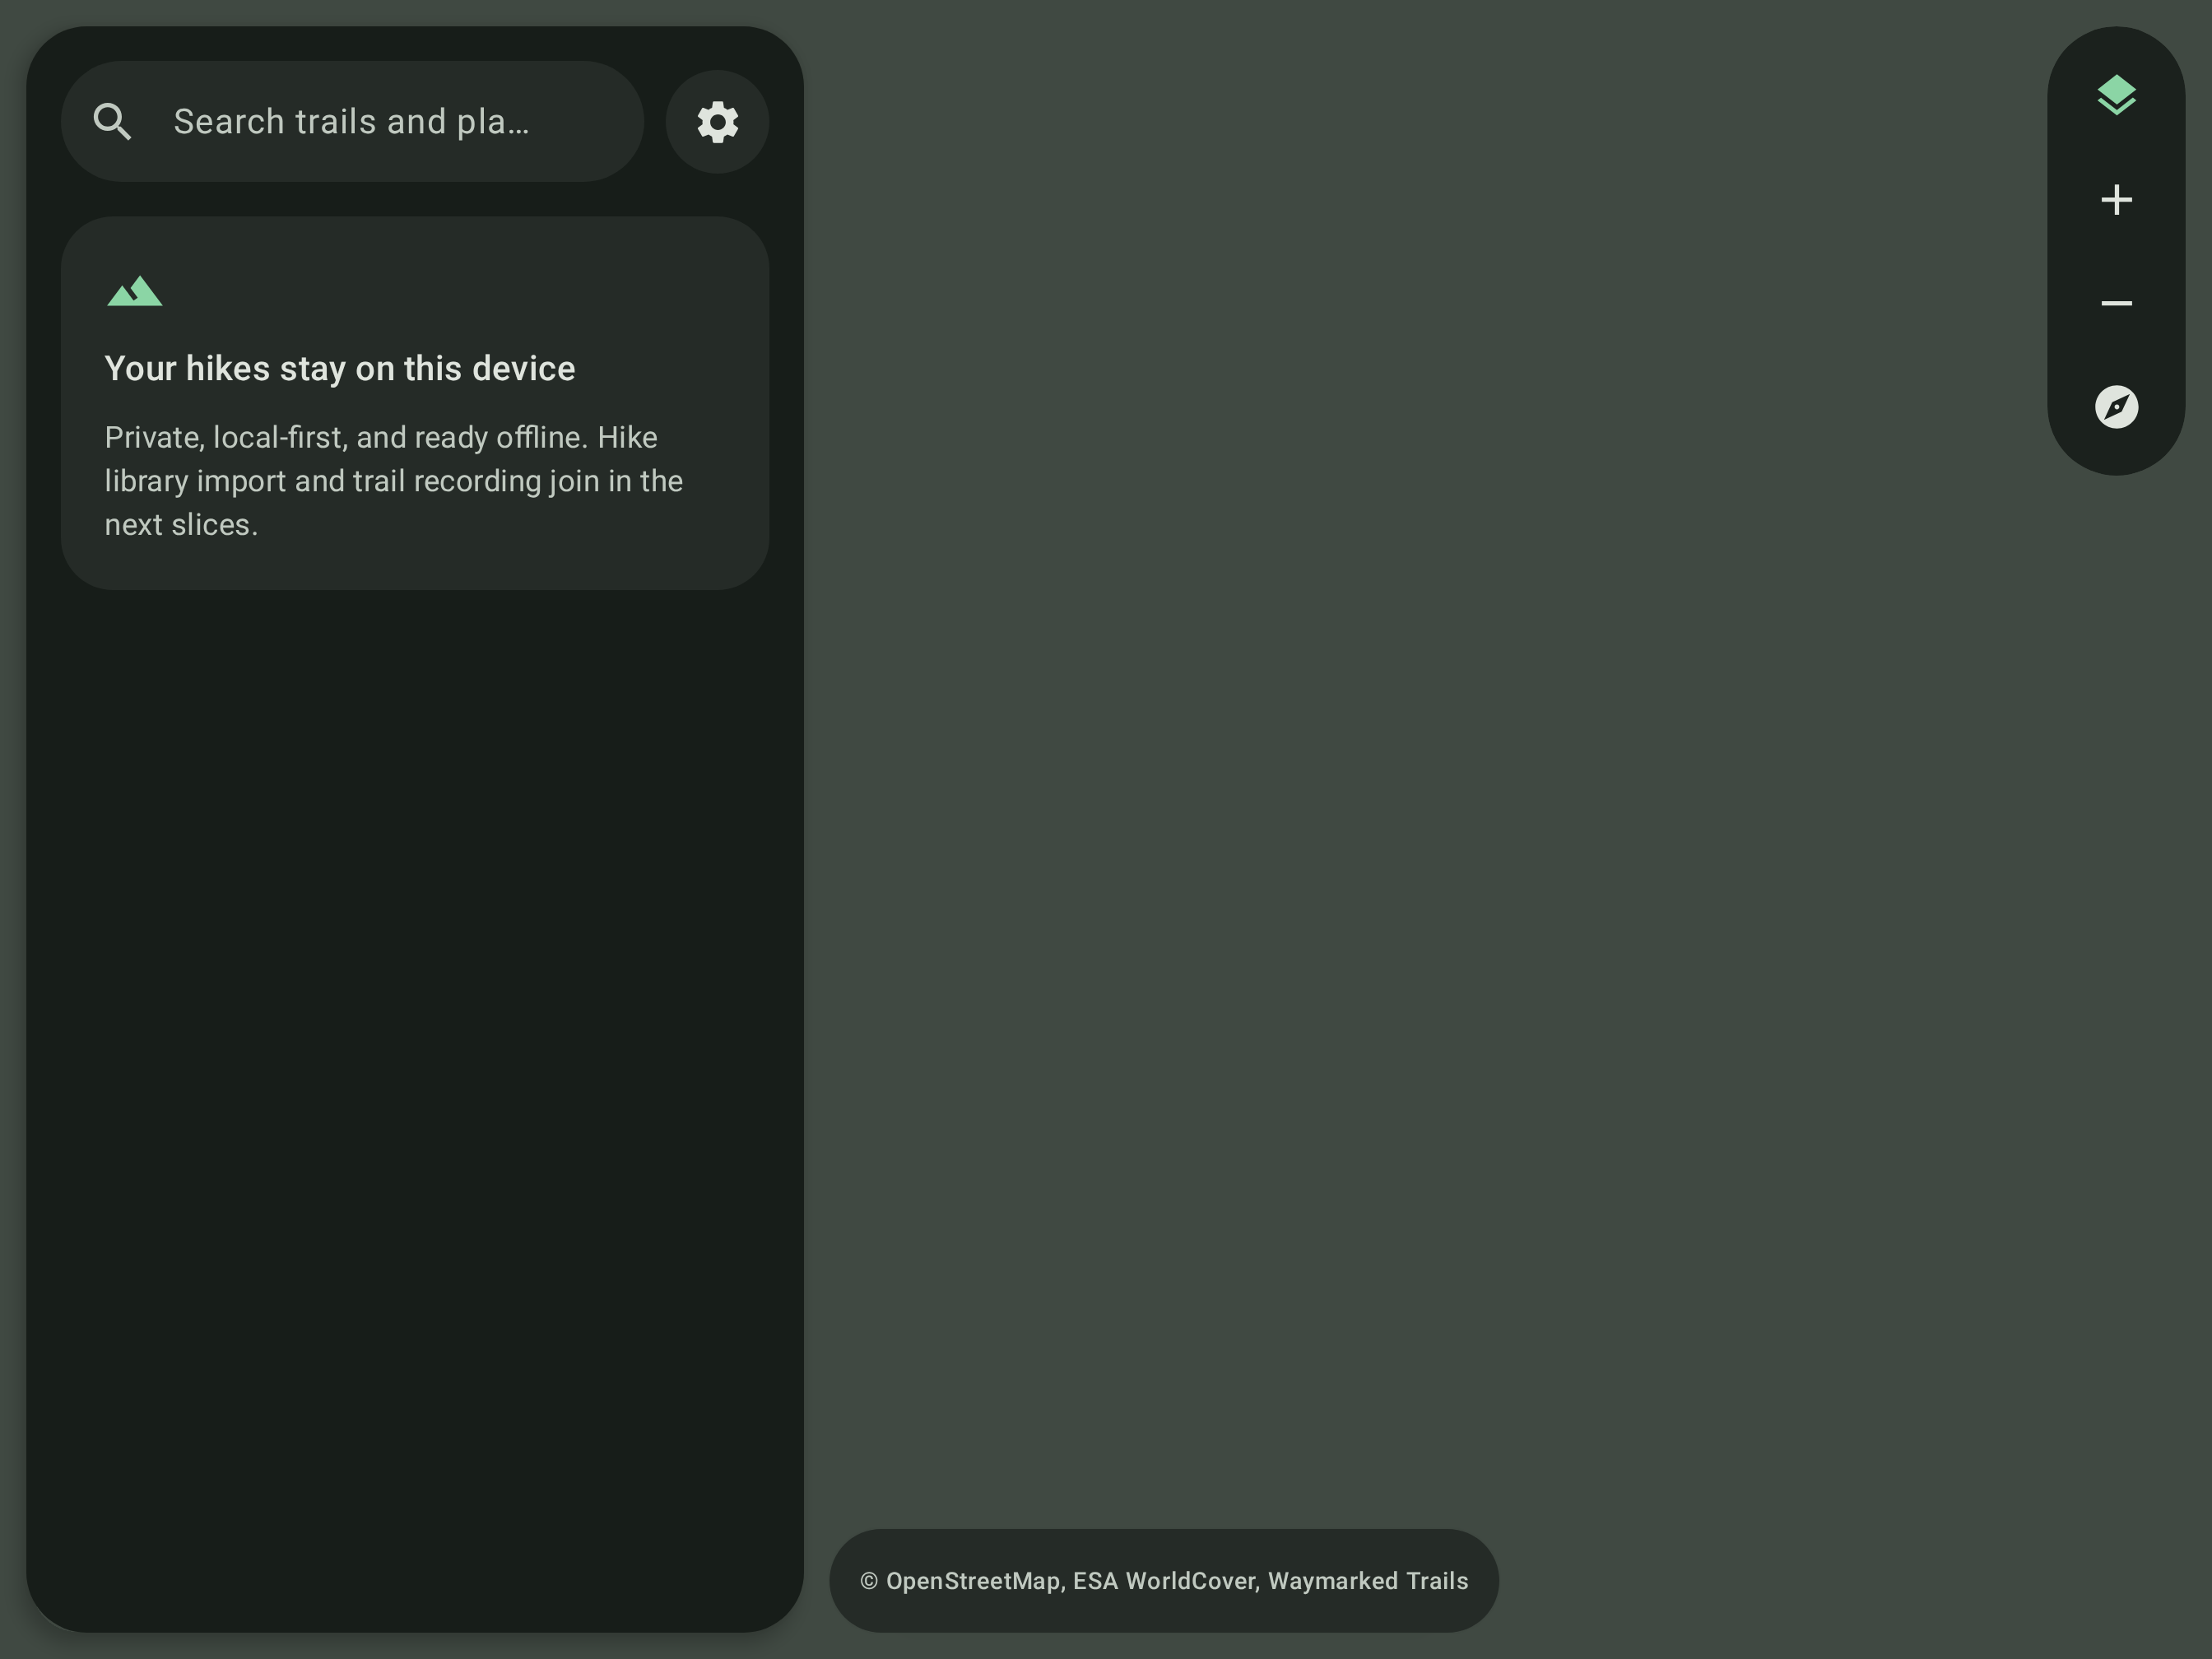 Search trails and pla…
Your hikes stay on this device
Private, local-first, and ready offline. Hike
library import and trail recording join in the
next slices.
© OpenStreetMap, ESA WorldCover, Waymarked Trails